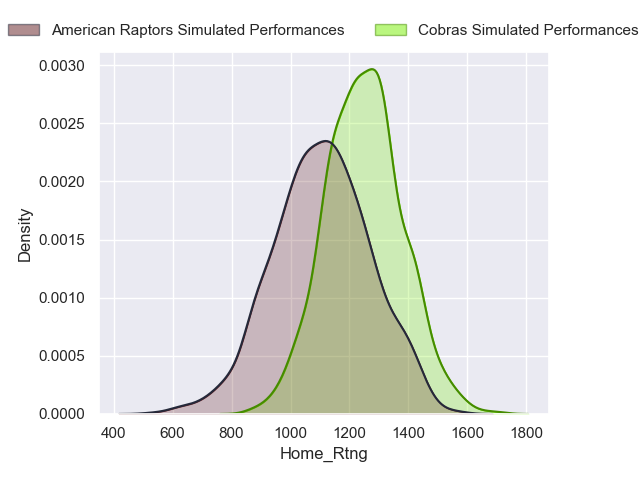 American Raptors Simulated Performances
Cobras Simulated Performances
0.0030
0.0025
0.0020
0.0015
0.0010
0.0005
0.0000
Density
400 600 800 1000 1200 1400 1600 1800
Home_Rtng